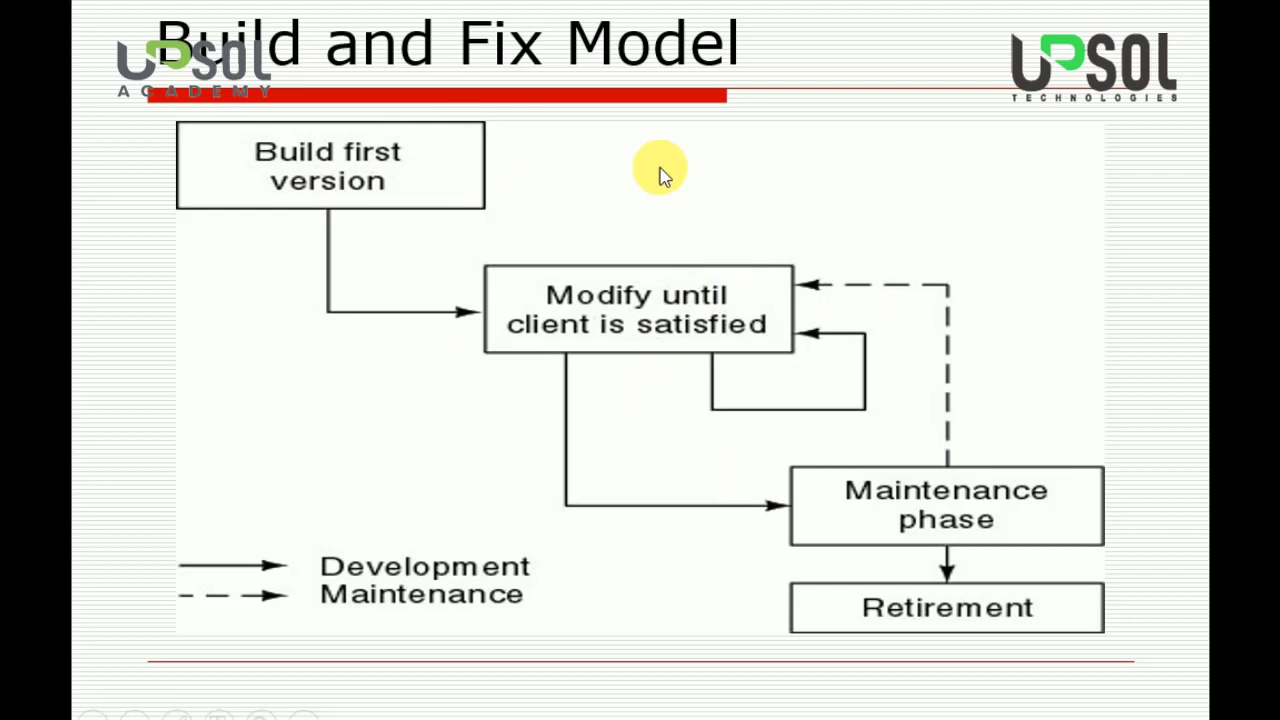 Build and Fix Model
UPSOL
ACADEMY
UPSOL
TECHNOLOGIES
Build first
version
Modify until
client is satisfied
Maintenance
phase
Development
Maintenance
Retirement